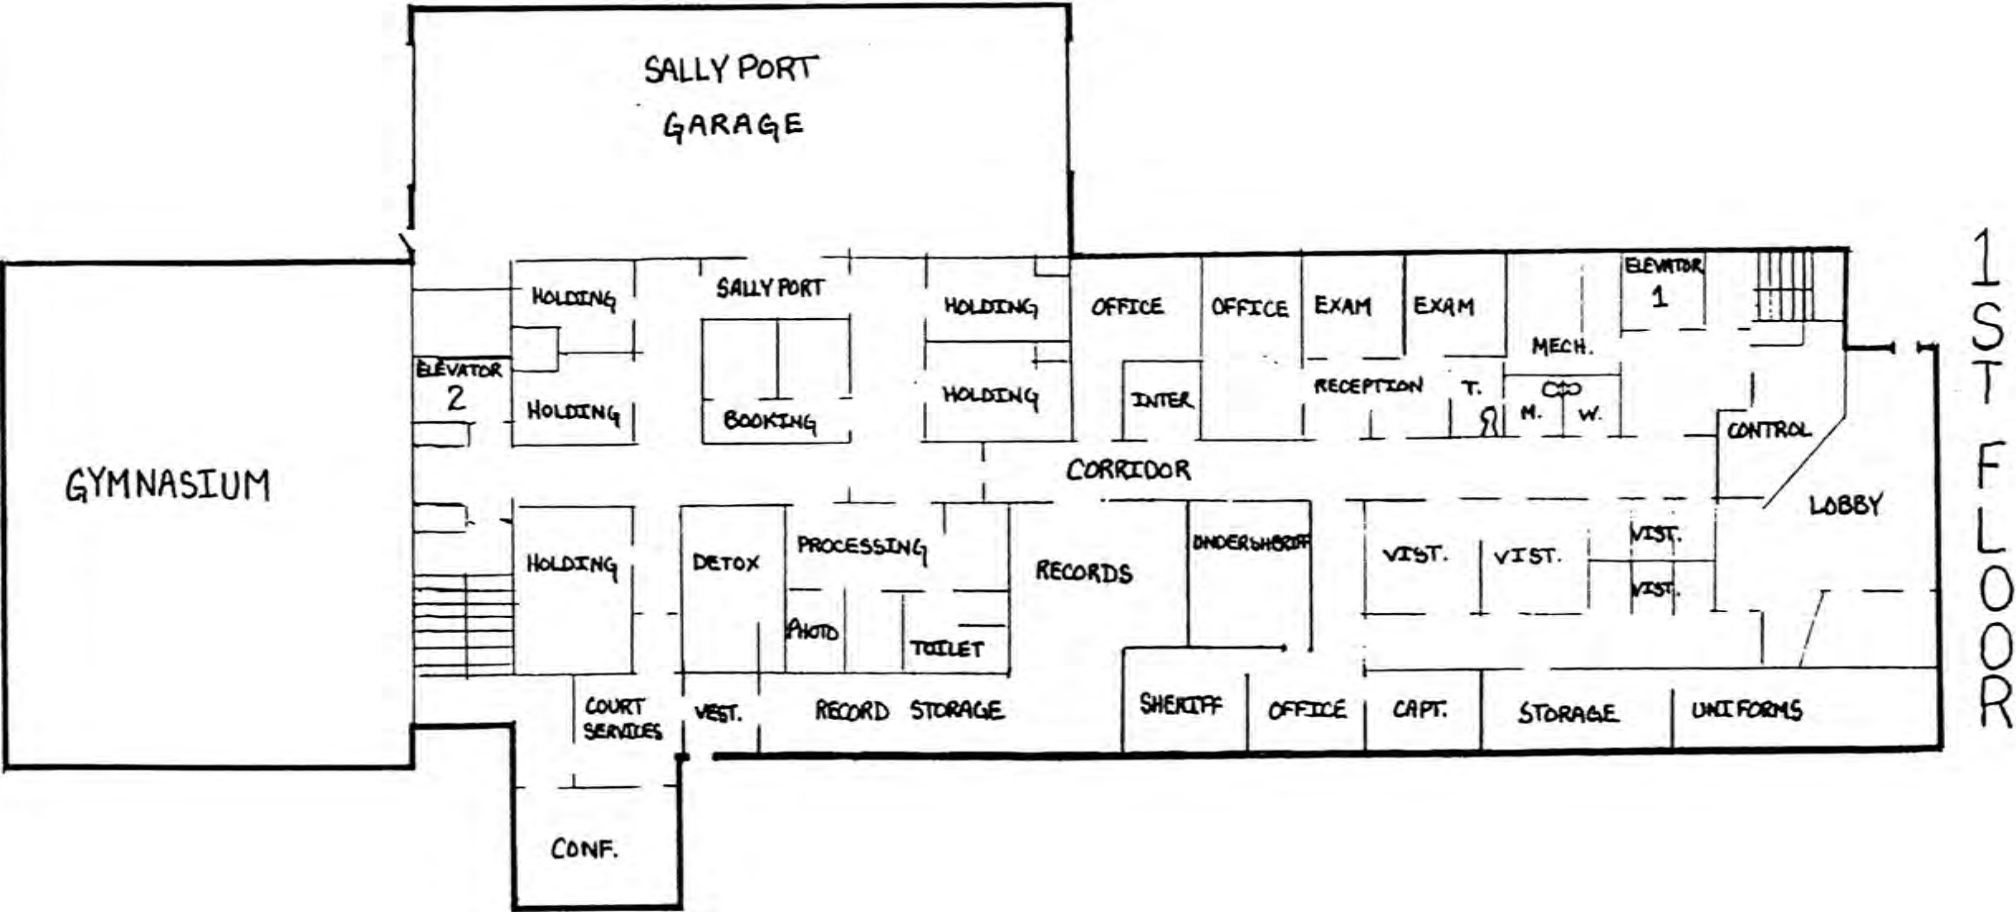 SALLY PORT
GARAGE
1ST FLOOR
HOLDING
SALLY PORT
HOLDING
OFFICE
OFFICE
EXAM
EXAM
ELEVATOR
1
MECH.
ELEVATOR
2
HOLDING
BOOKING
HOLDING
INTER
RECEPTION
T.
M.
W.
CONTROL
GYMNASIUM
CORRIDOR
LOBBY
HOLDING
DETOX
PROCESSING
RECORDS
UNDERSHERIFF
VIST.
VIST.
VIST.
VIST.
PHOTO
TOILET
COURT
SERVICES
VEST.
RECORD STORAGE
SHERIFF
OFFICE
CAPT.
STORAGE
UNIFORMS
CONF.